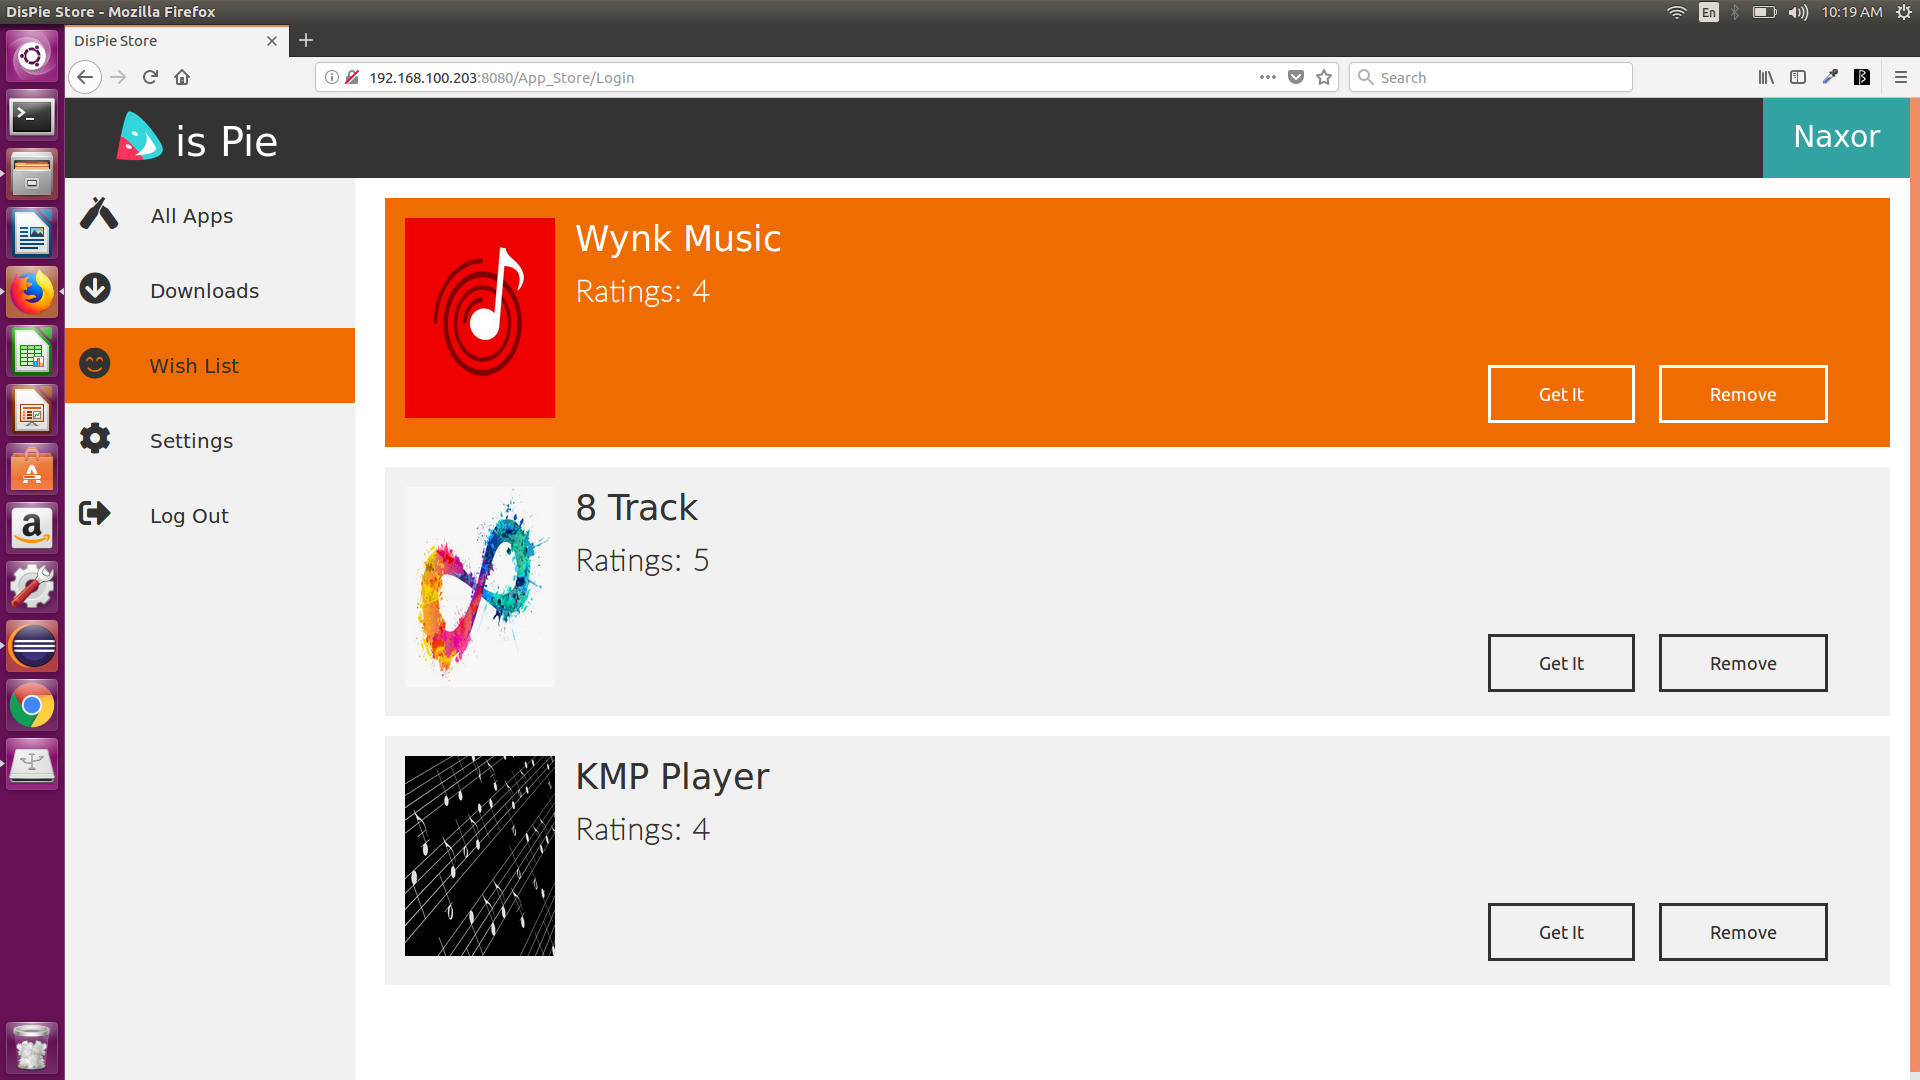 DisPie Store - Mozilla Firefox
En
10:19 AM
DisPie Store
192.168.100.203:8080/App_Store/Login
Search
is Pie
Naxor
All Apps
Downloads
Wish List
Settings
Log Out
Wynk Music
Ratings: 4
Get It
Remove
8 Track
Ratings: 5
Get It
Remove
KMP Player
Ratings: 4
Get It
Remove